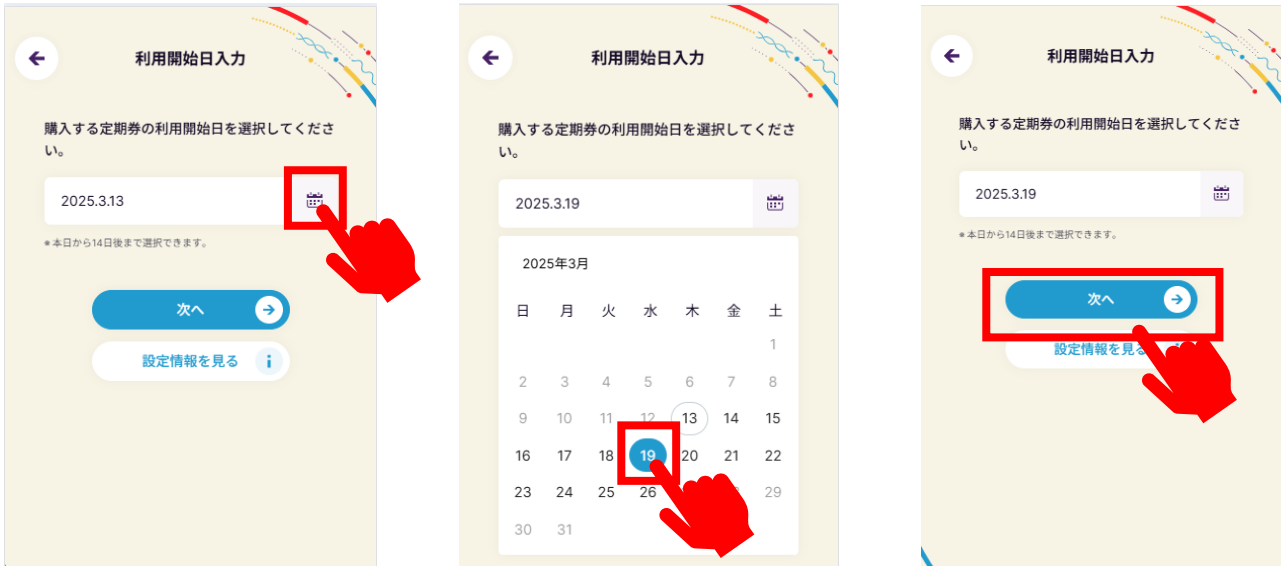 利用開始日入力
購入する定期券の利用開始日を選択してくださ
い。
2025.3.13
※本日から14日後まで選択できます。
次へ
設定情報を見る
利用開始日入力
購入する定期券の利用開始日を選択してくださ
い。
2025.3.19
2025年3月
日 月 火 水 木 金 土
1
2 3 4 5 6 7 8
9 10 11 12 13 14 15
16 17 18 19 20 21 22
23 24 25 26 29
30 31
利用開始日入力
購入する定期券の利用開始日を選択してくださ
い。
2025.3.19
※本日から14日後まで選択できます。
次へ
設定情報を見る